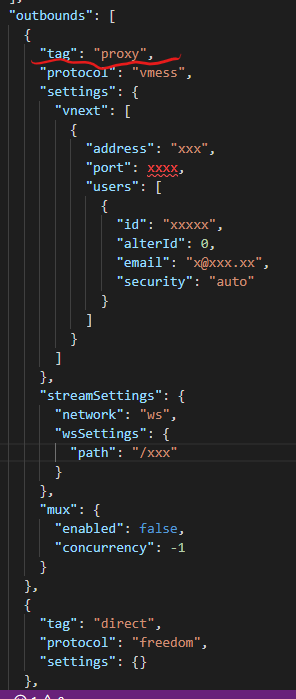 "outbounds": [
{
"tag": "proxy",
"protocol": "vmess",
"settings": {
"vnext": [
{
"address": "xxx",
"port": xxxx,
"users": [
{
"id": "xxxxx",
"alterId": 0,
"email": "x@xxx.xx",
"security": "auto"
}
]
}
]
},
"streamSettings": {
"network": "ws",
"wsSettings": {
"path": "/xxx"
}
},
"mux": {
"enabled": false,
"concurrency": -1
}
},
{
"tag": "direct",
"protocol": "freedom",
"settings": {}
},